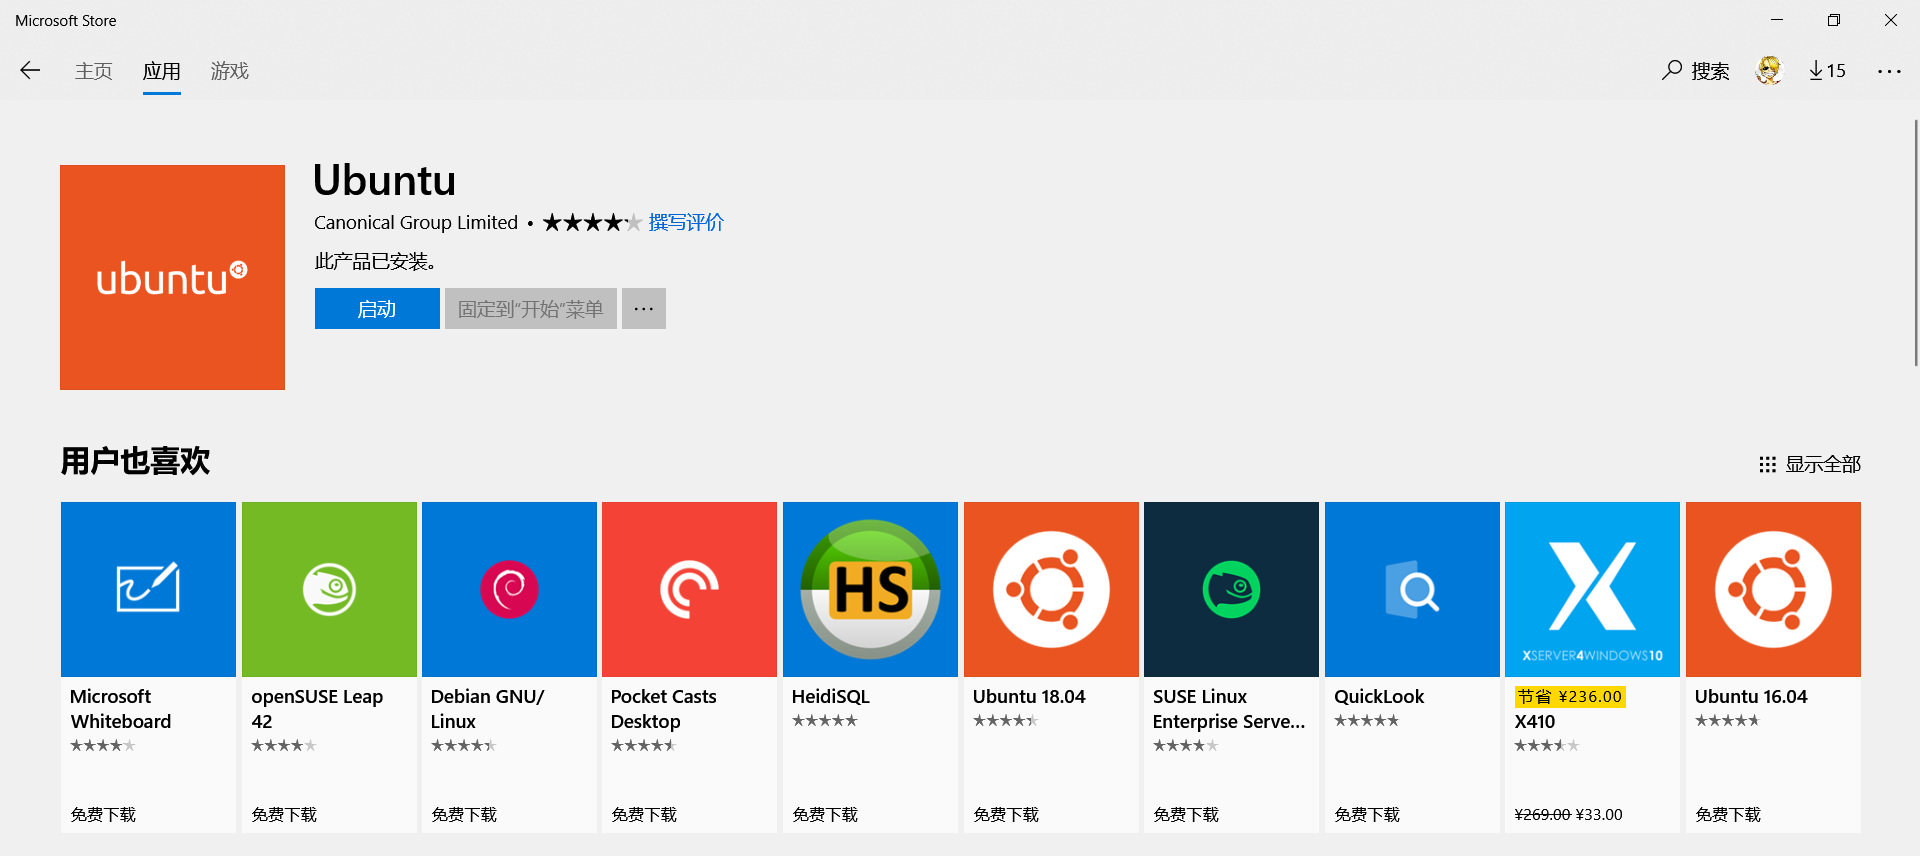 Microsoft Store
主页 应用 游戏 搜索 15
Ubuntu
Canonical Group Limited • 撰写评价
ubuntu
此产品已安装。
启动 固定到“开始”菜单 ...
用户也喜欢 显示全部
HS
XSERVER4WINDOWS10
Microsoft Whiteboard
免费下载
openSUSE Leap 42
免费下载
Debian GNU/ Linux
免费下载
Pocket Casts Desktop
免费下载
HeidiSQL
免费下载
Ubuntu 18.04
免费下载
SUSE Linux Enterprise Serve...
免费下载
QuickLook
免费下载
节省 ¥236.00
X410
¥269.00 ¥33.00
Ubuntu 16.04
免费下载